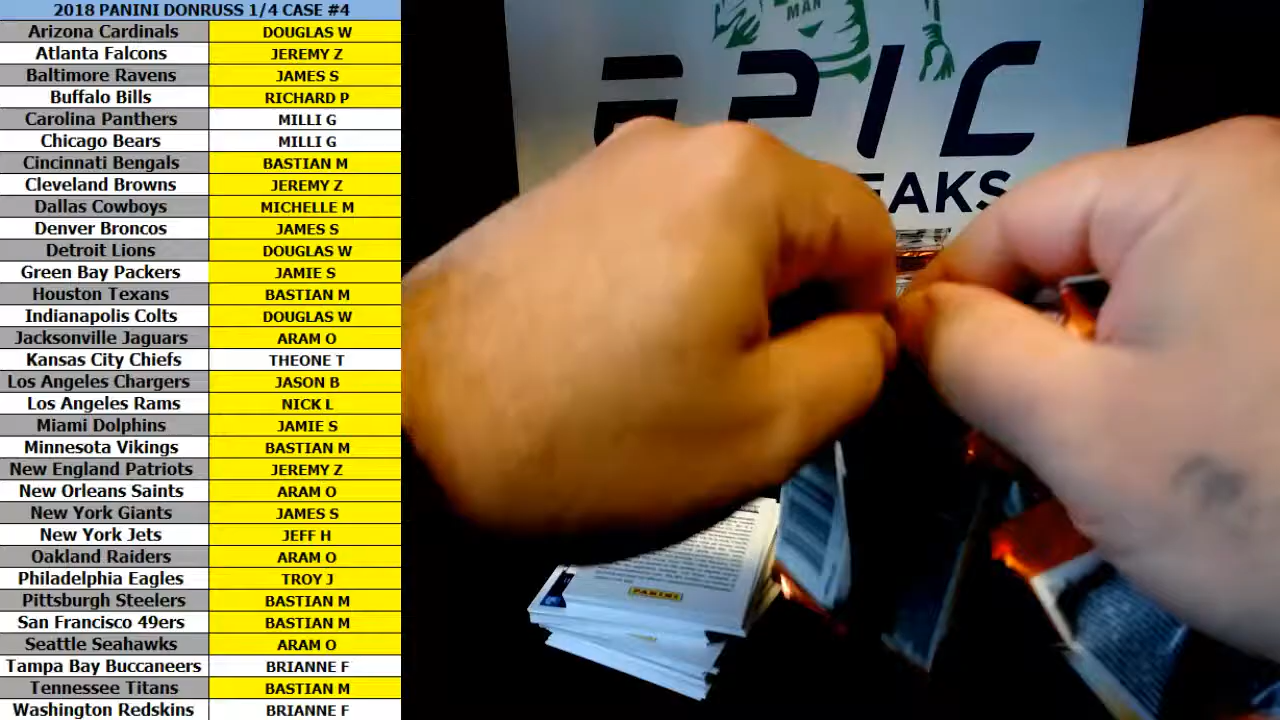 2018 PANINI DONRUSS 1/4 CASE #4
Arizona Cardinals DOUGLAS W
Atlanta Falcons JEREMY Z
Baltimore Ravens JAMES S
Buffalo Bills RICHARD P
Carolina Panthers MILLI G
Chicago Bears MILLI G
Cincinnati Bengals BASTIAN M
Cleveland Browns JEREMY Z
Dallas Cowboys MICHELLE M
Denver Broncos JAMES S
Detroit Lions DOUGLAS W
Green Bay Packers JAMIE S
Houston Texans BASTIAN M
Indianapolis Colts DOUGLAS W
Jacksonville Jaguars ARAM O
Kansas City Chiefs THEONE T
Los Angeles Chargers JASON B
Los Angeles Rams NICK L
Miami Dolphins JAMIE S
Minnesota Vikings BASTIAN M
New England Patriots JEREMY Z
New Orleans Saints ARAM O
New York Giants JAMES S
New York Jets JEFF H
Oakland Raiders ARAM O
Philadelphia Eagles TROY J
Pittsburgh Steelers BASTIAN M
San Francisco 49ers BASTIAN M
Seattle Seahawks ARAM O
Tampa Bay Buccaneers BRIANNE F
Tennessee Titans BASTIAN M
Washington Redskins BRIANNE F
MAN
EPIC
EAKS
PANINI